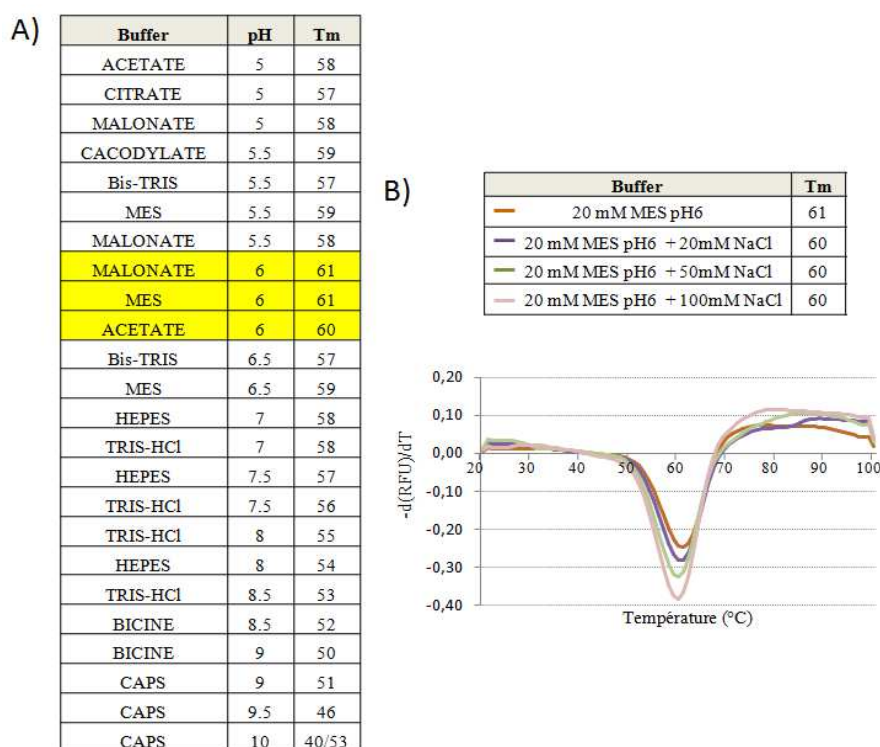 A)
Buffer pH Tm
ACETATE 5 58
CITRATE 5 57
MALONATE 5 58
CACODYLATE 5.5 59
Bis-TRIS 5.5 57
MES 5.5 59
MALONATE 5.5 58
MALONATE 6 61
MES 6 61
ACETATE 6 60
Bis-TRIS 6.5 57
MES 6.5 59
HEPES 7 58
TRIS-HCl 7 58
HEPES 7.5 57
TRIS-HCl 7.5 56
TRIS-HCl 8 55
HEPES 8 54
TRIS-HCl 8.5 53
BICINE 8.5 52
BICINE 9 50
CAPS 9 51
CAPS 9.5 46
CAPS 10 40/53
B)
Buffer Tm
20 mM MES pH6 61
20 mM MES pH6 +20mM NaCl 60
20 mM MES pH6 +50mM NaCl 60
20 mM MES pH6 +100mM NaCl 60
-d(RFU)/dT
0,20
0,10
0,00
-0,10
-0,20
-0,30
-0,40
20 30 40 50 60 70 80 90 100
Température (°C)